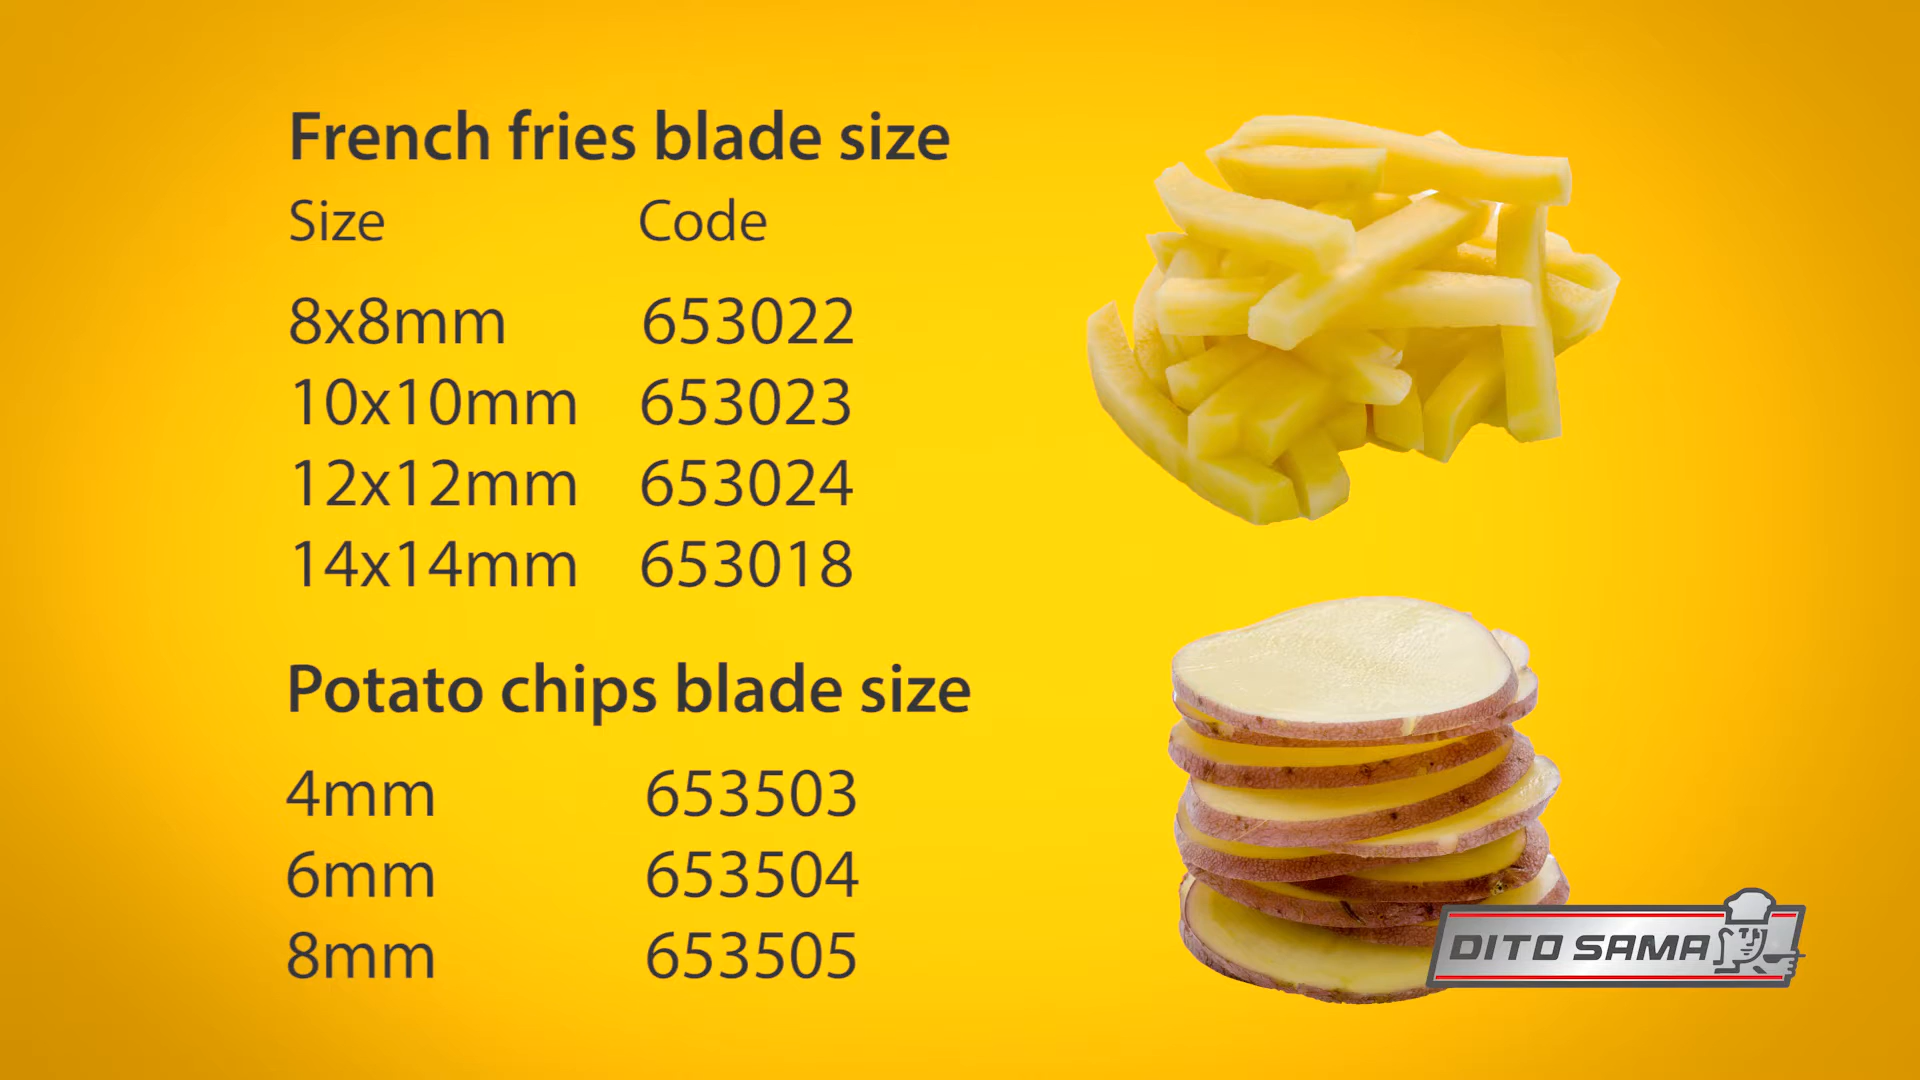 French fries blade size
Size Code
8x8mm 653022
10x10mm 653023
12x12mm 653024
14x14mm 653018
Potato chips blade size
4mm 653503
6mm 653504
8mm 653505
DITO SAMA